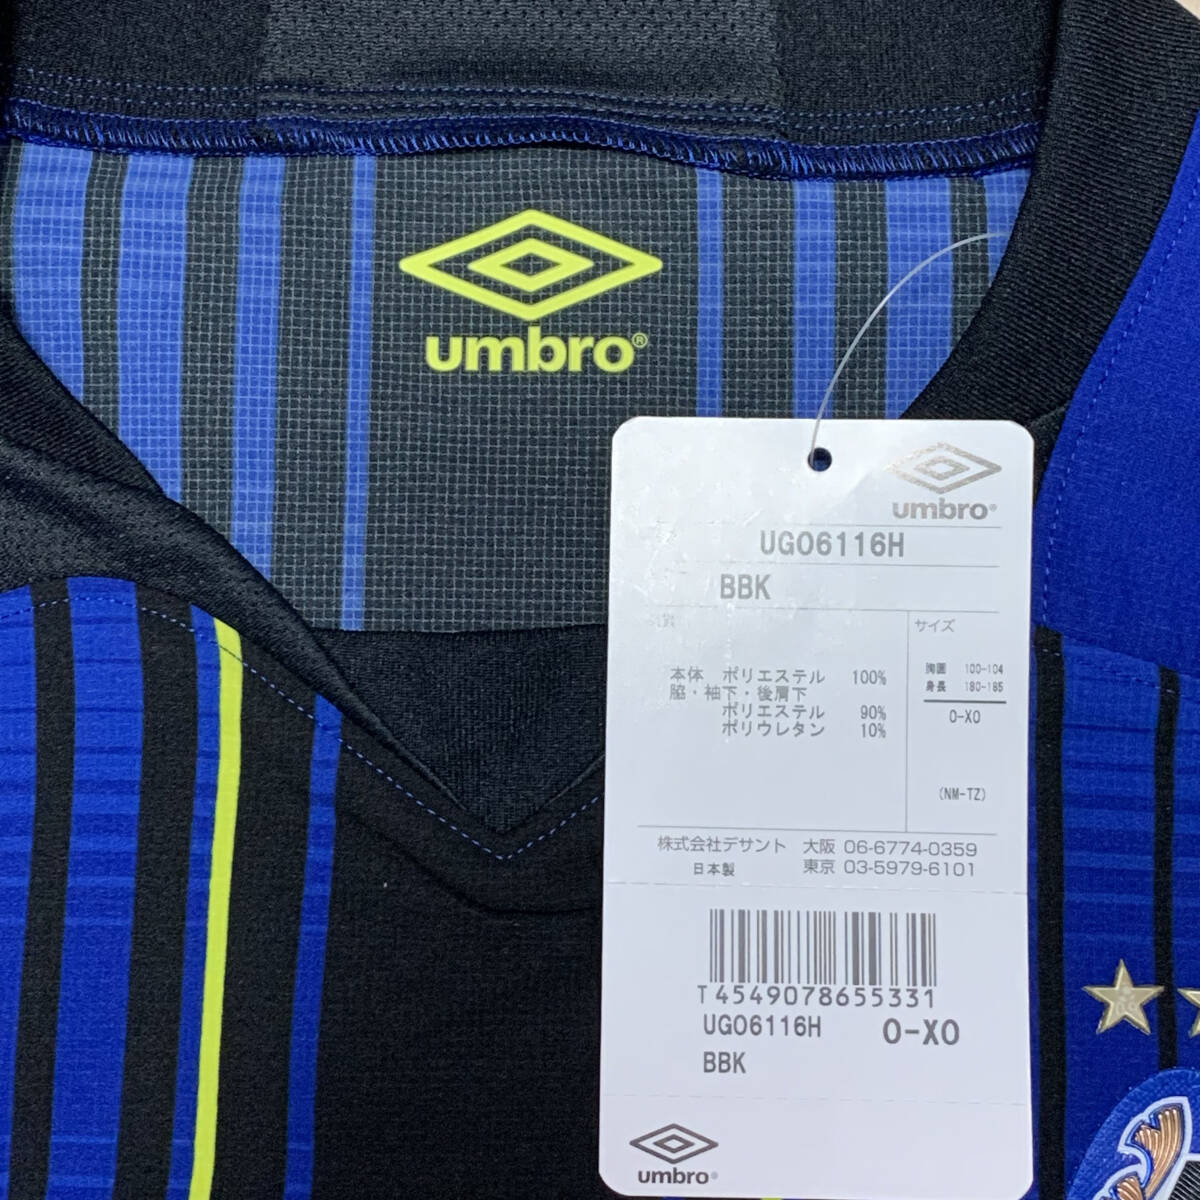 umbro®
umbro
UGO6116H
BBK
サイズ
本体 ポリエステル 100%
脇・袖下・後肩下
ポリエステル 90%
ポリウレタン 10%
胸囲 100-104
身長 180-185
O-XO
(NM-TZ)
株式会社デサント 大阪 06-6774-0359
日本製 東京 03-5979-6101
T4549078655331
UGO6116H O-XO
BBK
umbro